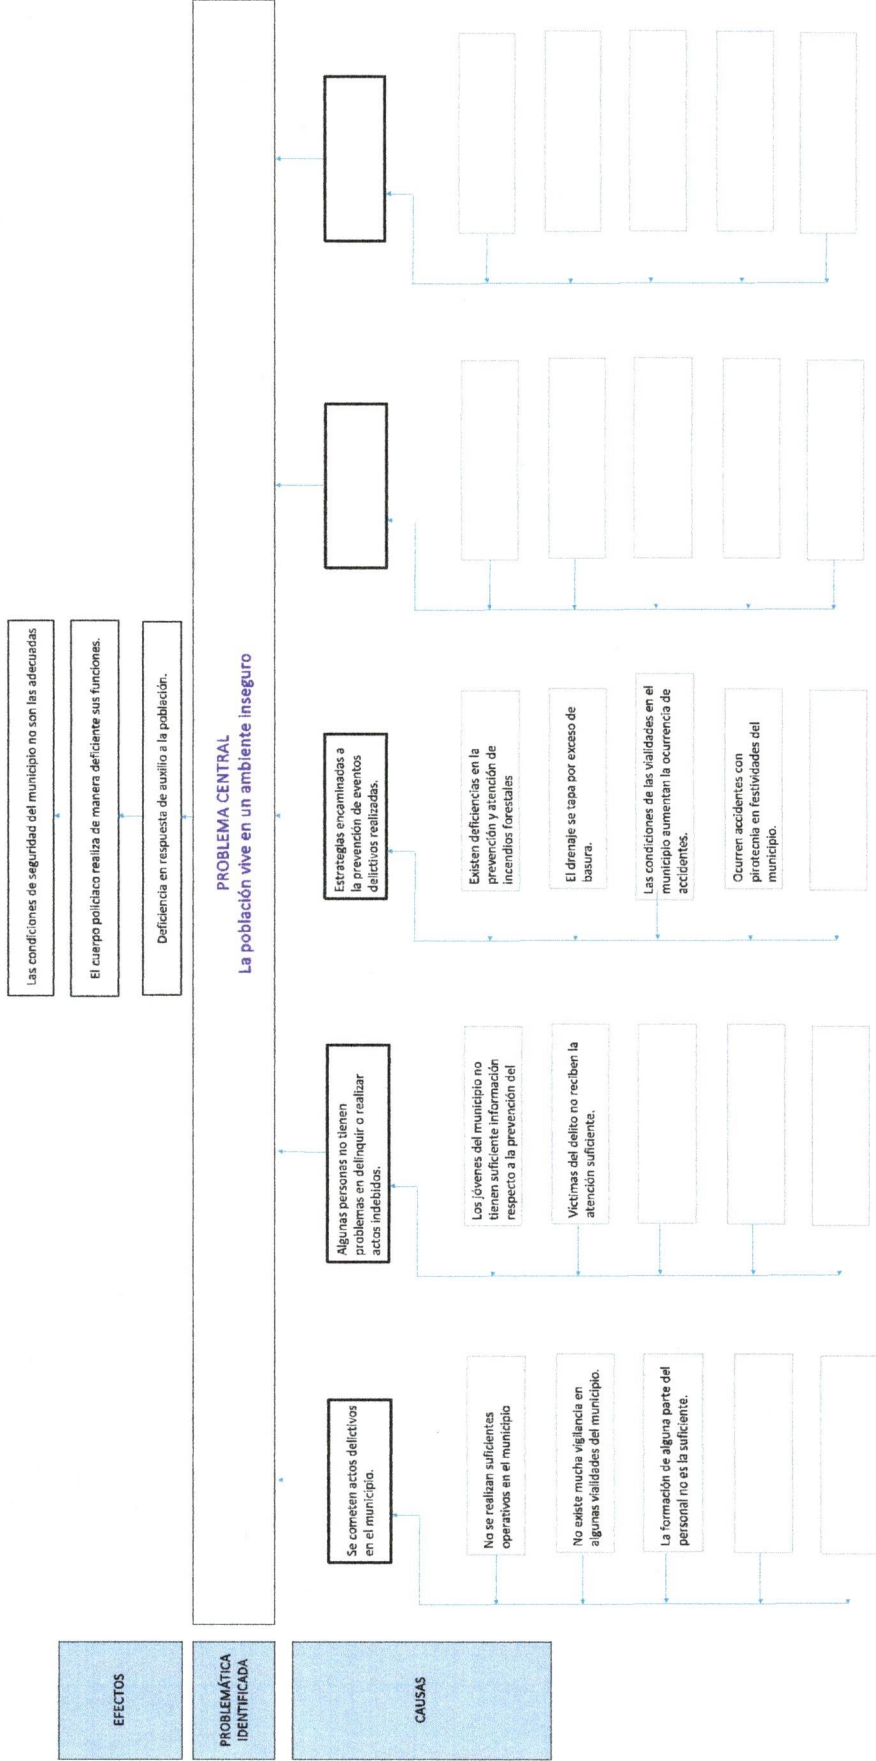 EFECTOS
Las condiciones de seguridad del municipio no son las adecuadas
El cuerpo policiaco realiza de manera deficiente sus funciones.
Deficiencia en respuesta de auxilio a la población.
PROBLEMÁTICA
IDENTIFICADA
PROBLEMA CENTRAL
La población vive en un ambiente inseguro
CAUSAS
Se cometen actos delictivos
en el municipio.
No se realizan suficientes
operativos en el municipio
No existe mucha vigilancia en
algunas vialidades del municipio.
La formación de alguna parte del
personal no es la suficiente.
Algunas personas no tienen
problemas en delinquir o realizar
actos indebidos.
Los jóvenes del municipio no
tienen suficiente información
respecto a la prevención del
Victimas del delito no reciben la
atención suficiente.
Estrategias encaminadas a
la prevención de eventos
delictivos realizadas.
Existen deficiencias en la
prevención y atención de
incendios forestales
El drenaje se tapa por exceso de
basura.
Las condiciones de las vialidades en el
municipio aumentan la ocurrencia de
accidentes.
Ocurren accidentes con
pirotecnia en festividades del
municipio.